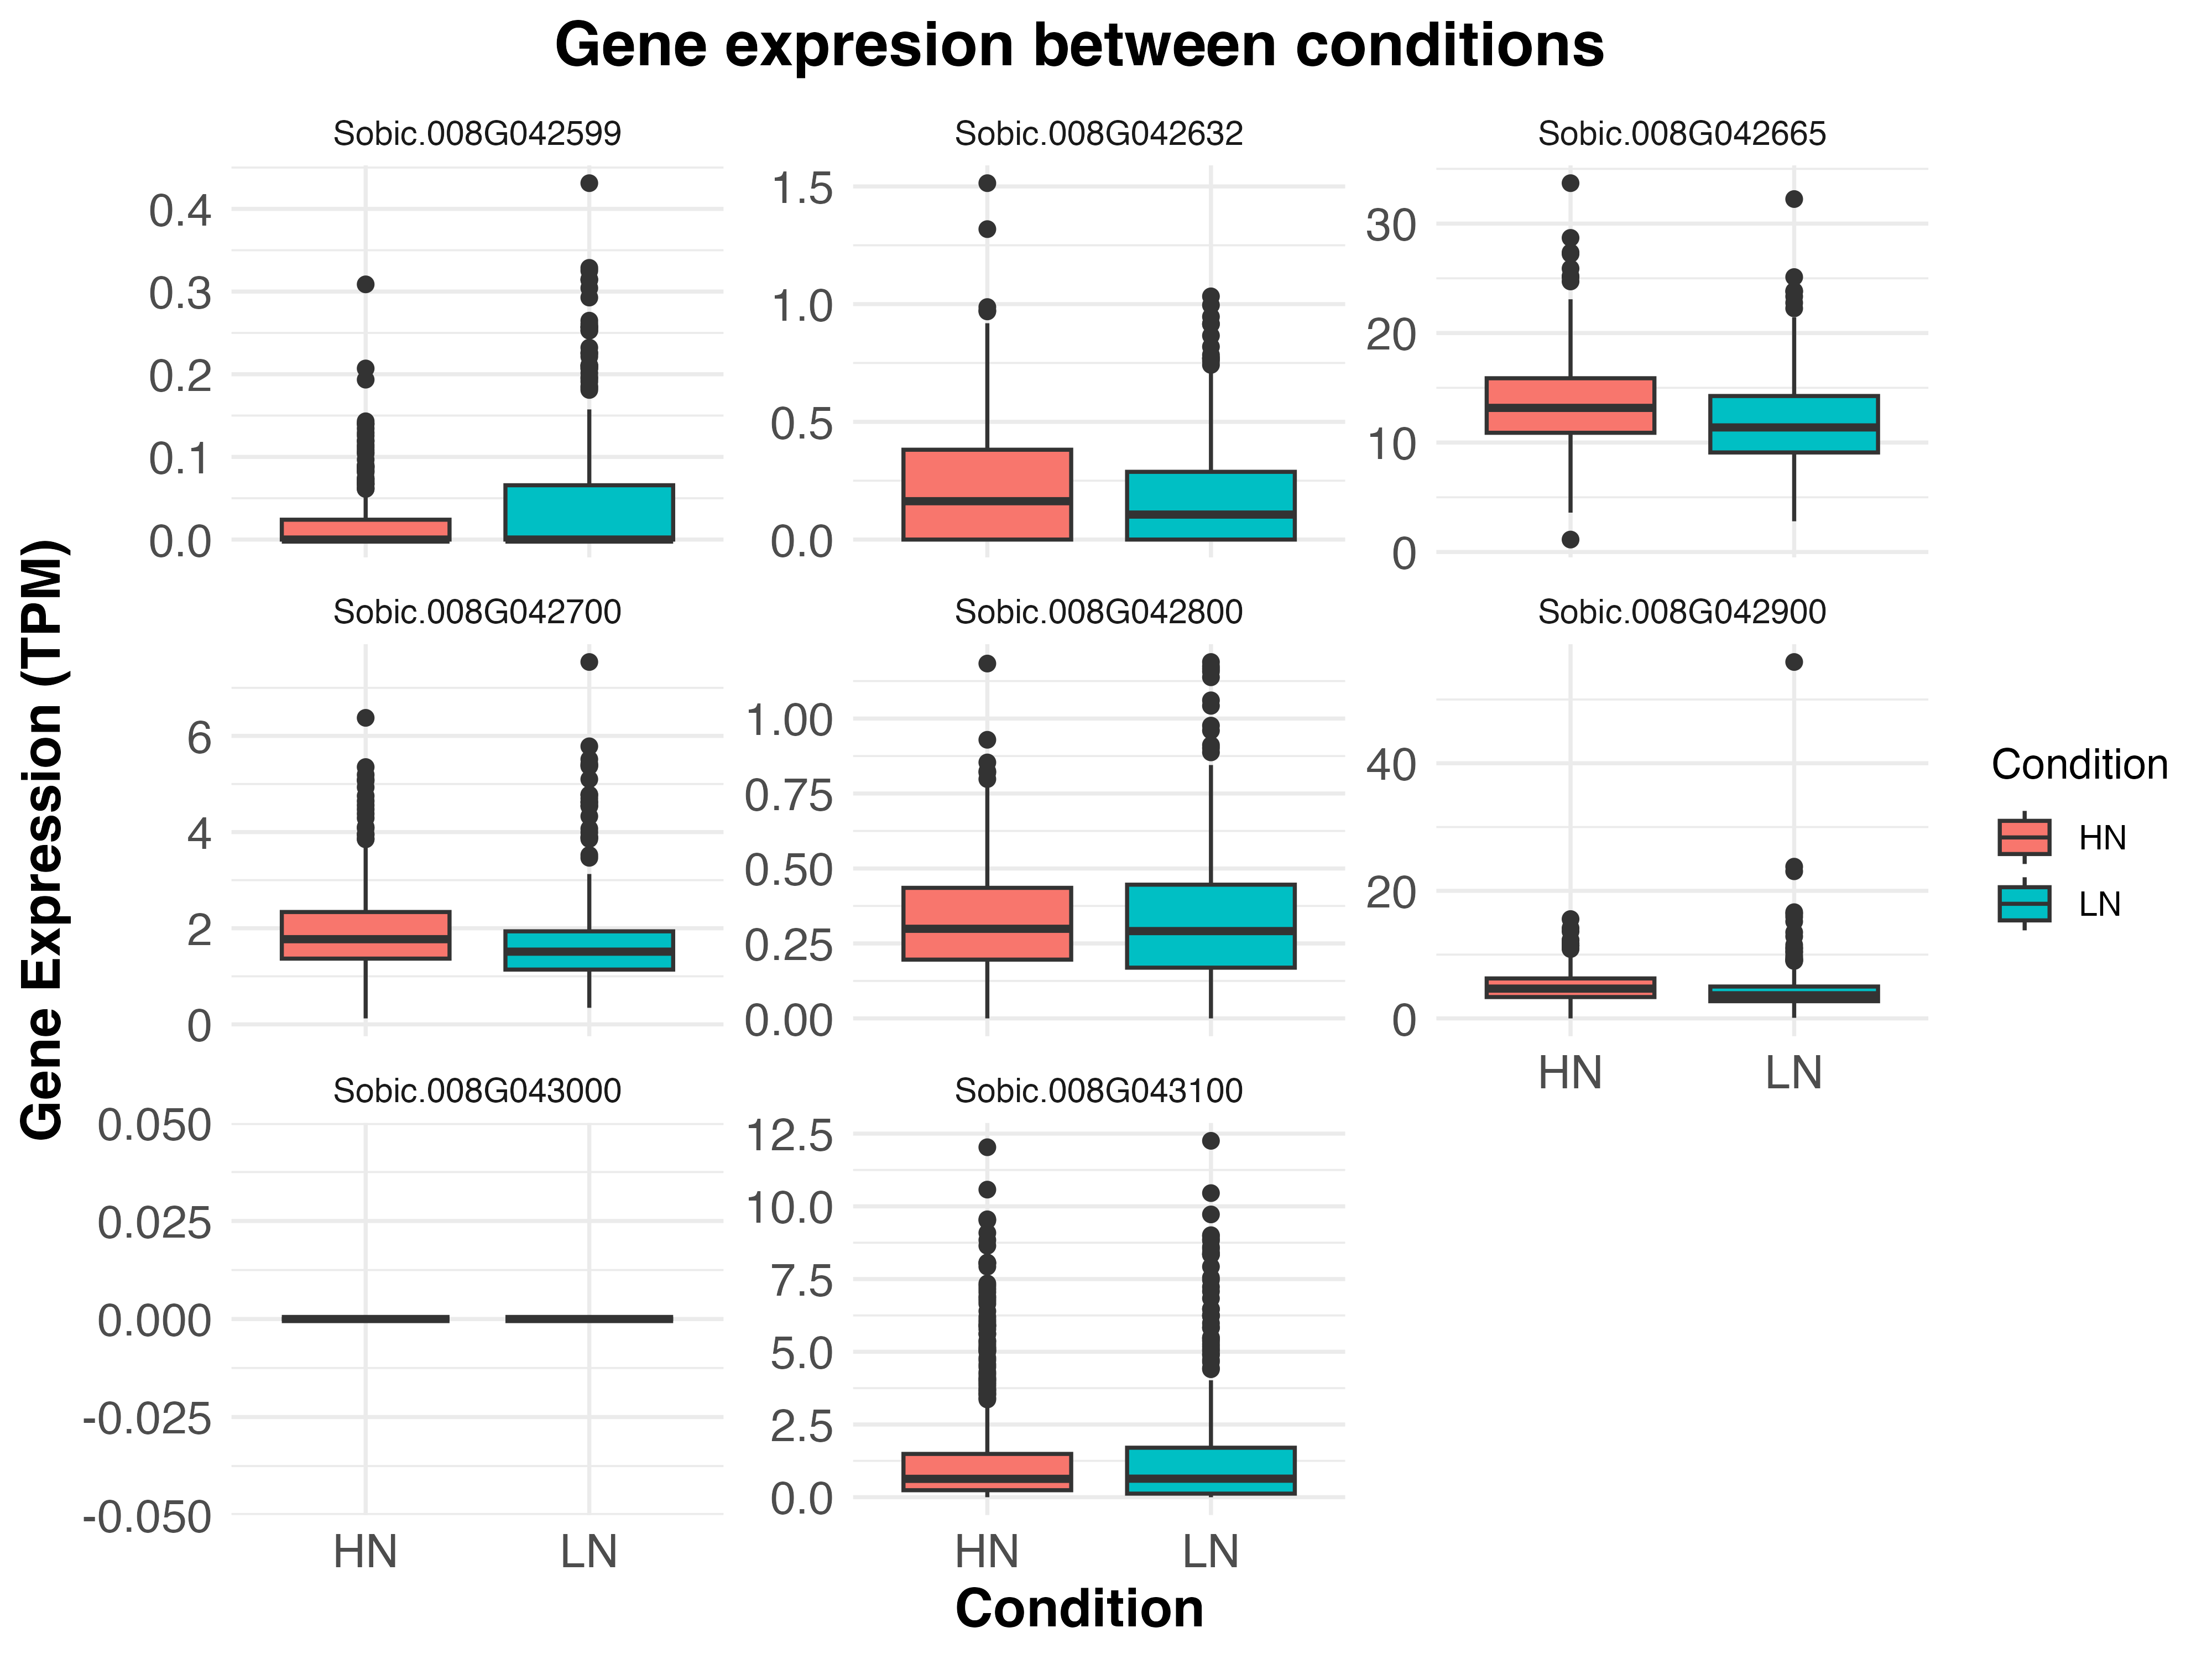 Gene expresion between conditions
Sobic.008G042599
Sobic.008G042632
Sobic.008G042665
0.4
0.3
0.2
0.1
0.0
1.5
1.0
0.5
0.0
30
20
10
0
Sobic.008G042700
Sobic.008G042800
Sobic.008G042900
6
4
2
0
1.00
0.75
0.50
0.25
0.00
40
20
0
HN LN
Sobic.008G043000
Sobic.008G043100
0.050
0.025
0.000
-0.025
-0.050
HN LN
12.5
10.0
7.5
5.0
2.5
0.0
HN LN
Gene Expression (TPM)
Condition
Condition
HN
LN